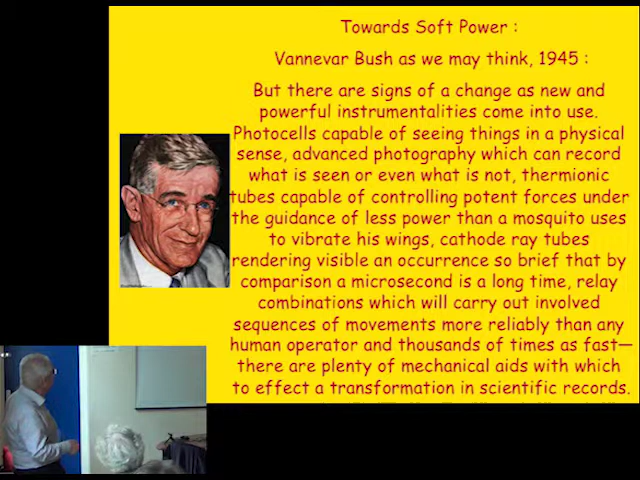 Towards Soft Power :
Vannevar Bush as we may think, 1945 :
But there are signs of a change as new and
powerful instrumentalities come into use.
Photocells capable of seeing things in a physical
sense, advanced photography which can record
what is seen or even what is not, thermionic
tubes capable of controlling potent forces under
the guidance of less power than a mosquito uses
to vibrate his wings, cathode ray tubes
rendering visible an occurrence so brief that by
comparison a microsecond is a long time, relay
combinations which will carry out involved
sequences of movements more reliably than any
human operator and thousands of times as fast—
there are plenty of mechanical aids with which
to effect a transformation in scientific records.